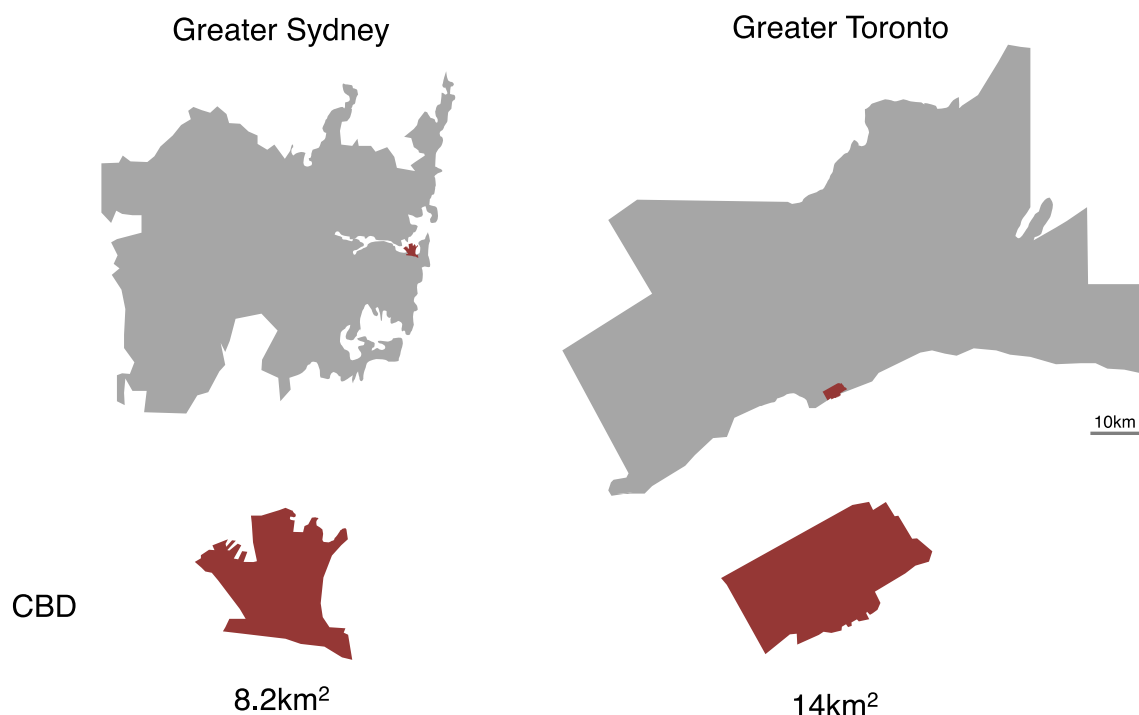 Greater Sydney
Greater Toronto
10km
CBD
8.2km²
14km²